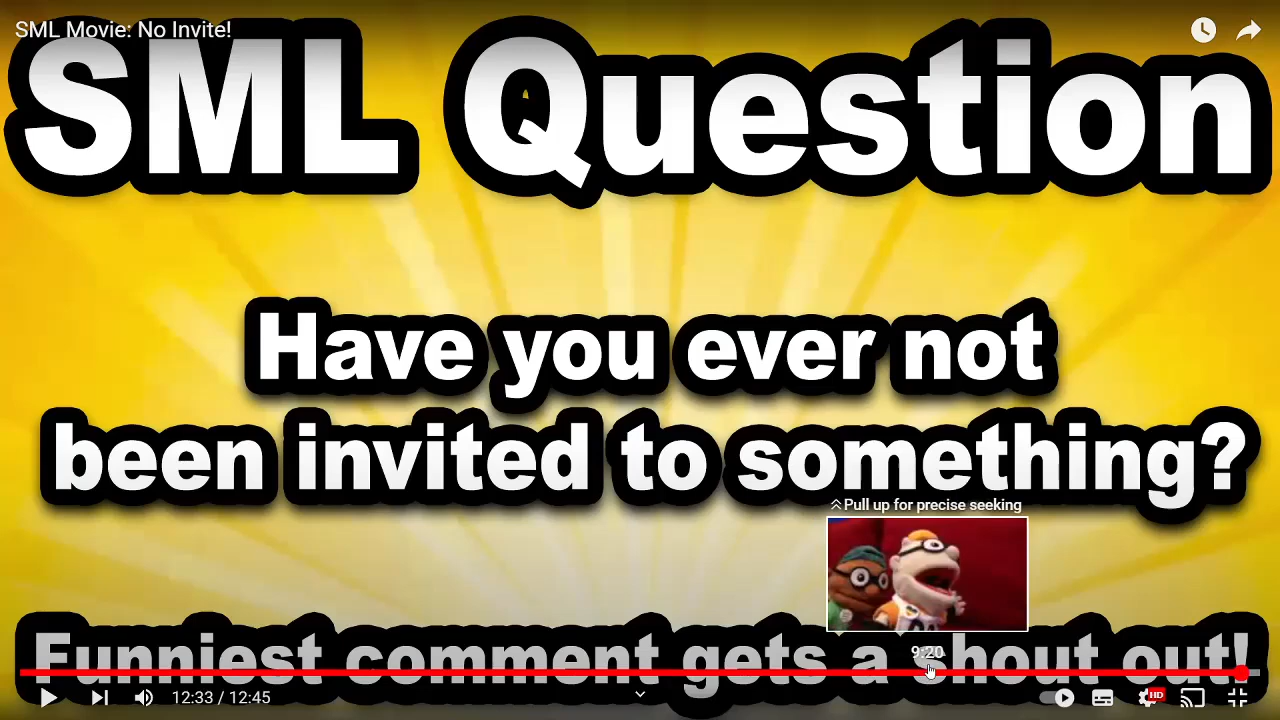 SML Movie: No Invite!
SML Question
Have you ever not
been invited to something?
Pull up for precise seeking
Funniest comment gets a shout out!
9:20
12:33 / 12:45
HD